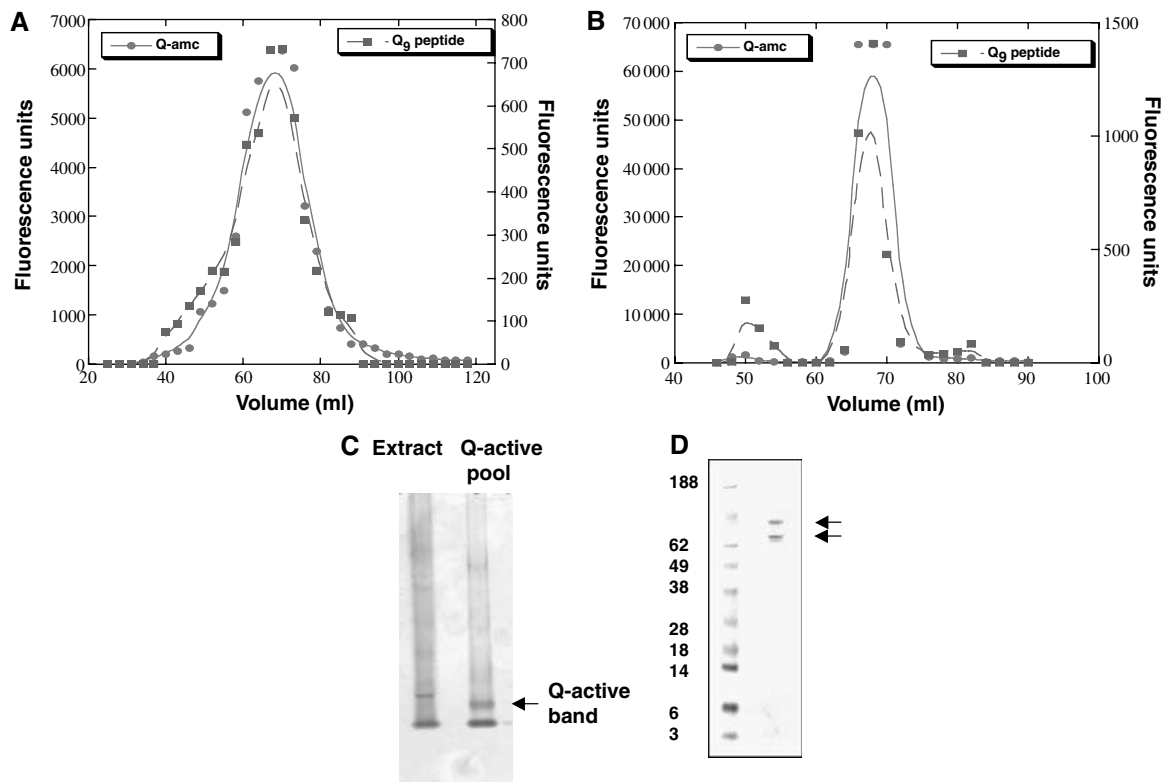 A
Q-amc
Q9 peptide
7000
6000
5000
4000
3000
2000
1000
0
Fluorescence units
800
700
600
500
400
300
200
100
0
Fluorescence units
20 40 60 80 100 120
Volume (ml)
B
Q-amc
Q9 peptide
70 000
60 000
50 000
40 000
30 000
20 000
10 000
0
Fluorescence units
1500
1000
500
0
Fluorescence units
40 50 60 70 80 90 100
Volume (ml)
C Extract Q-active
pool
Q-active
band
D
188
62
49
38
28
18
14
6
3